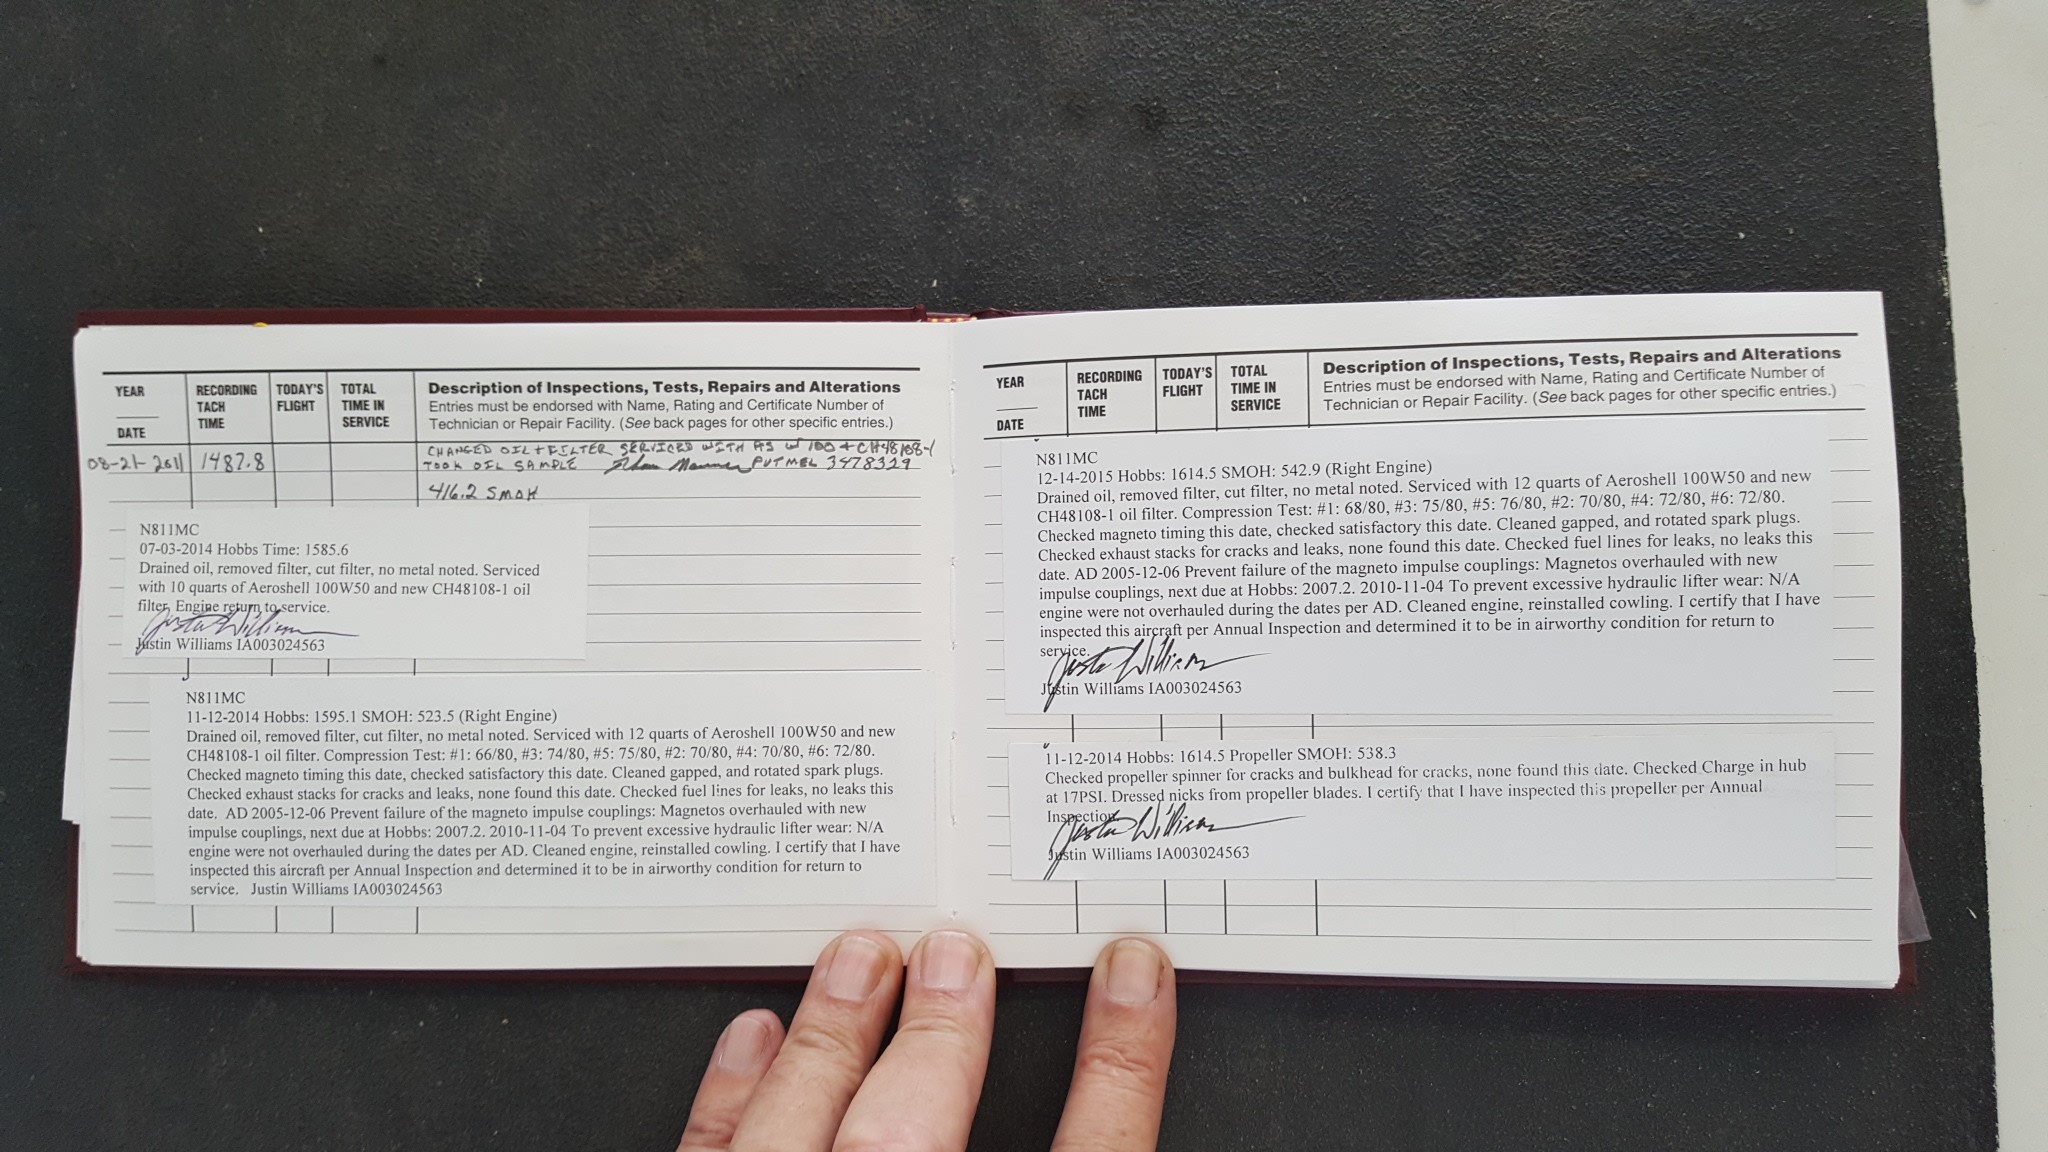 YEAR
DATE
RECORDING TACH TIME
TODAY'S FLIGHT
TOTAL TIME IN SERVICE
Description of Inspections, Tests, Repairs and Alterations
Entries must be endorsed with Name, Rating and Certificate Number of
Technician or Repair Facility. (See back pages for other specific entries.)
CHANGED OIL + FILTER SERVICED WITH AS W 100 + CH48108-1
08-21-2011 1487.8 TOOK OIL SAMPLE 3478329
416.2 SMOH
N811MC
07-03-2014 Hobbs Time: 1585.6
Drained oil, removed filter, cut filter, no metal noted. Serviced
with 10 quarts of Aeroshell 100W50 and new CH48108-1 oil
filter. Engine return to service.
Justin Williams IA003024563
N811MC
11-12-2014 Hobbs: 1595.1 SMOH: 523.5 (Right Engine)
Drained oil, removed filter, cut filter, no metal noted. Serviced with 12 quarts of Aeroshell 100W50 and new
CH48108-1 oil filter. Compression Test: #1: 66/80, #3: 74/80, #5: 75/80, #2: 70/80, #4: 70/80, #6: 72/80.
Checked magneto timing this date, checked satisfactory this date. Cleaned gapped, and rotated spark plugs.
Checked exhaust stacks for cracks and leaks, none found this date. Checked fuel lines for leaks, no leaks this
date. AD 2005-12-06 Prevent failure of the magneto impulse couplings: Magnetos overhauled with new
impulse couplings, next due at Hobbs: 2007.2. 2010-11-04 To prevent excessive hydraulic lifter wear: N/A
engine were not overhauled during the dates per AD. Cleaned engine, reinstalled cowling. I certify that I have
inspected this aircraft per Annual Inspection and determined it to be in airworthy condition for return to
service. Justin Williams IA003024563
YEAR
DATE
RECORDING TACH TIME
TODAY'S FLIGHT
TOTAL TIME IN SERVICE
Description of Inspections, Tests, Repairs and Alterations
Entries must be endorsed with Name, Rating and Certificate Number of
Technician or Repair Facility. (See back pages for other specific entries.)
N811MC
12-14-2015 Hobbs: 1614.5 SMOH: 542.9 (Right Engine)
Drained oil, removed filter, cut filter, no metal noted. Serviced with 12 quarts of Aeroshell 100W50 and new
CH48108-1 oil filter. Compression Test: #1: 68/80, #3: 75/80, #5: 76/80, #2: 70/80, #4: 72/80, #6: 72/80.
Checked magneto timing this date, checked satisfactory this date. Cleaned gapped, and rotated spark plugs.
Checked exhaust stacks for cracks and leaks, none found this date. Checked fuel lines for leaks, no leaks this
date. AD 2005-12-06 Prevent failure of the magneto impulse couplings: Magnetos overhauled with new
impulse couplings, next due at Hobbs: 2007.2. 2010-11-04 To prevent excessive hydraulic lifter wear: N/A
engine were not overhauled during the dates per AD. Cleaned engine, reinstalled cowling. I certify that I have
inspected this aircraft per Annual Inspection and determined it to be in airworthy condition for return to
service.
Justin Williams IA003024563
11-12-2014 Hobbs: 1614.5 Propeller SMOH: 538.3
Checked propeller spinner for cracks and bulkhead for cracks, none found this date. Checked Charge in hub
at 17PSI. Dressed nicks from propeller blades. I certify that I have inspected this propeller per Annual
Inspection.
Justin Williams IA003024563